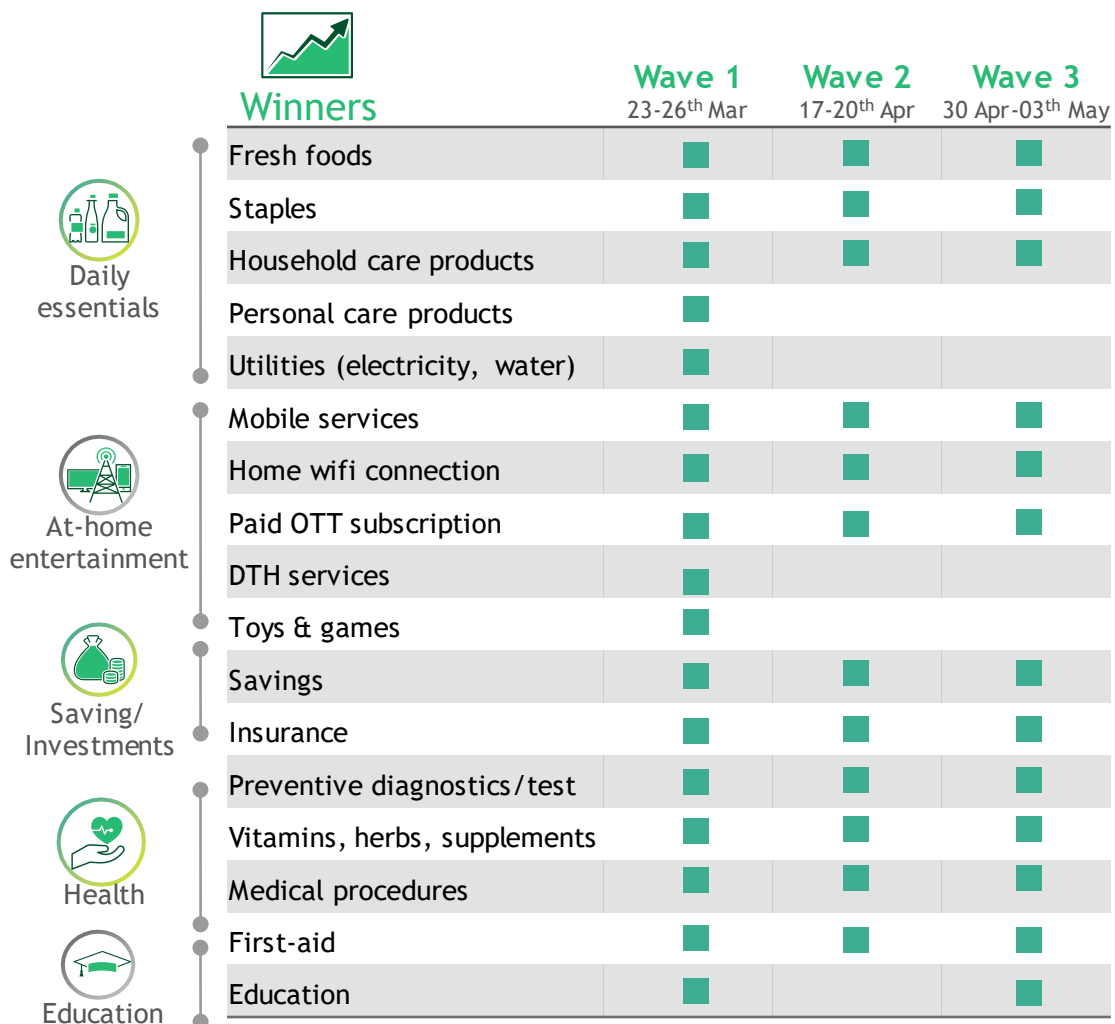 Winners
Wave 1
23-26th Mar
Wave 2
17-20th Apr
Wave 3
30 Apr-03th May
Daily
essentials
Fresh foods
Staples
Household care products
Personal care products
Utilities (electricity, water)
At-home
entertainment
Mobile services
Home wifi connection
Paid OTT subscription
DTH services
Toys & games
Saving/
Investments
Savings
Insurance
Health
Preventive diagnostics/test
Vitamins, herbs, supplements
Medical procedures
First-aid
Education
Education